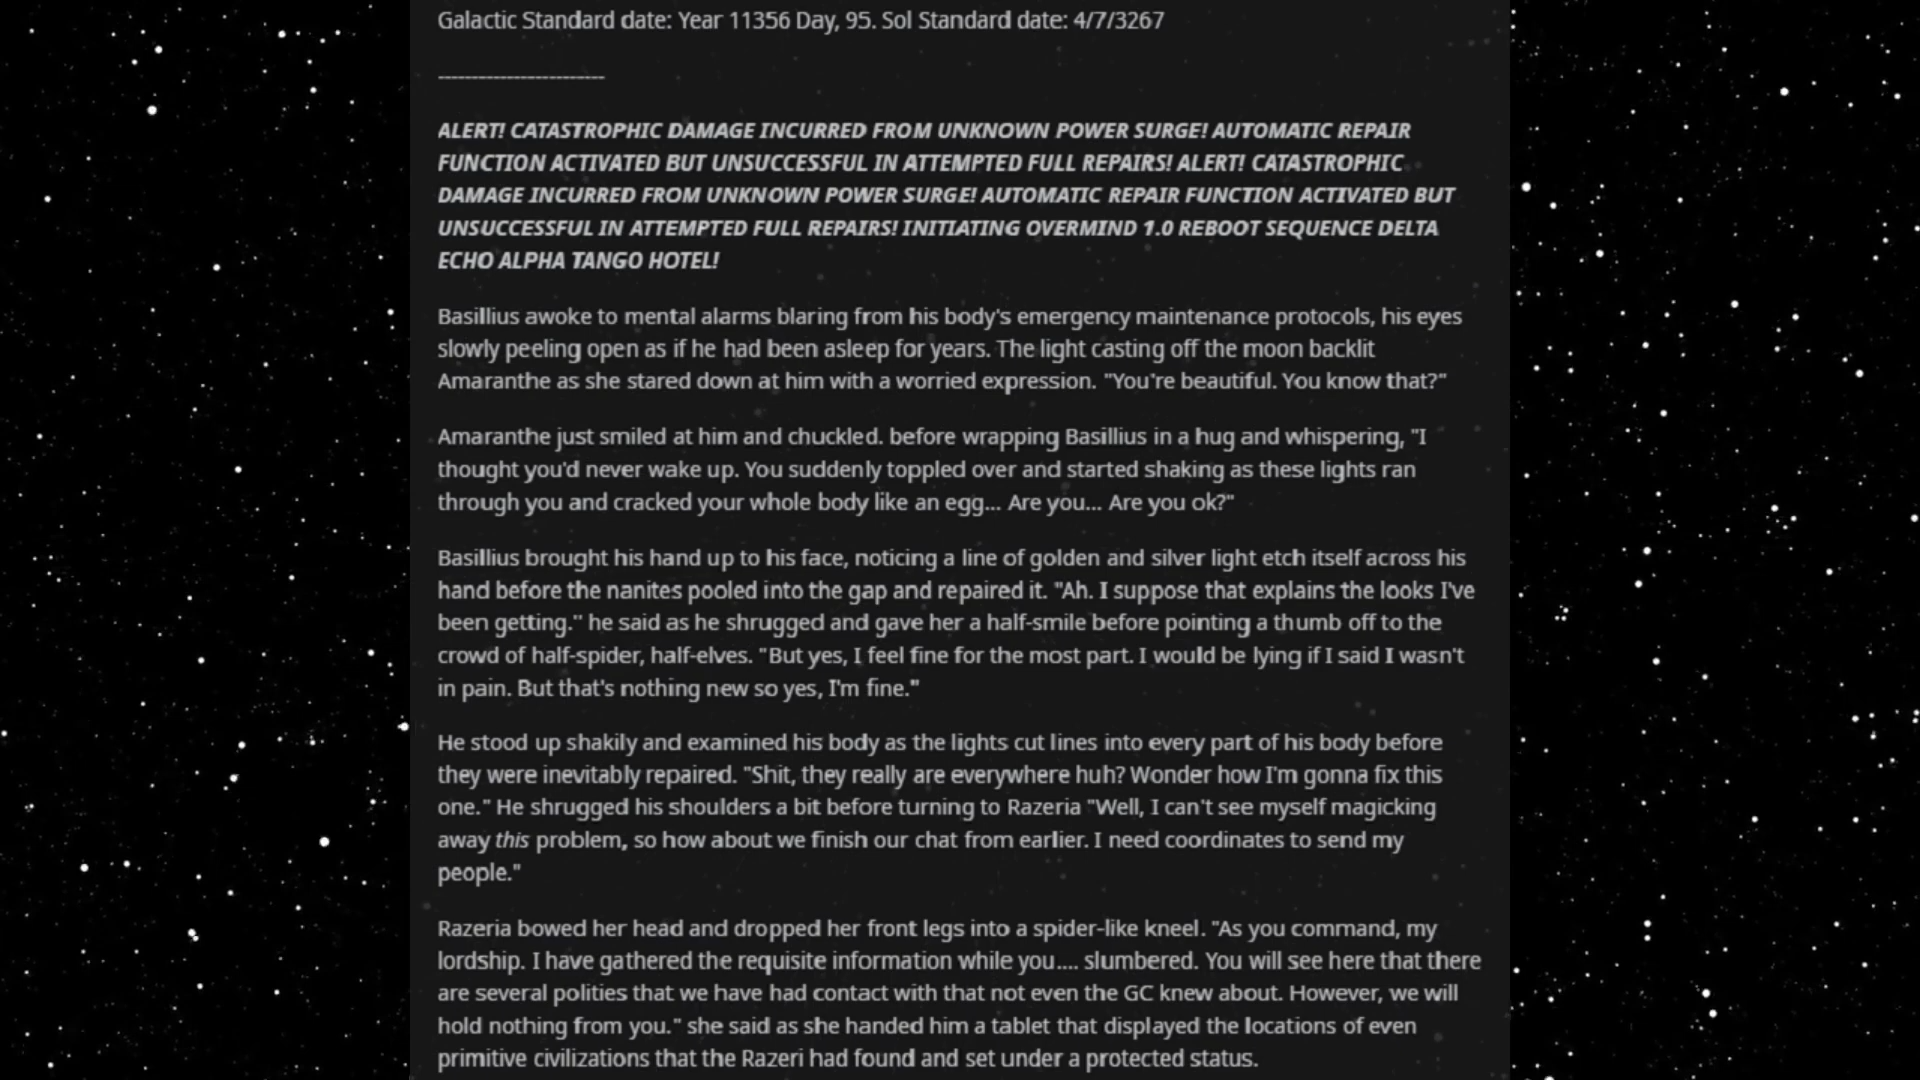 Galactic Standard date: Year 11356 Day, 95. Sol Standard date: 4/7/3267
-------------------------
ALERT! CATASTROPHIC DAMAGE INCURRED FROM UNKNOWN POWER SURGE! AUTOMATIC REPAIR
FUNCTION ACTIVATED BUT UNSUCCESSFUL IN ATTEMPTED FULL REPAIRS! ALERT! CATASTROPHIC
DAMAGE INCURRED FROM UNKNOWN POWER SURGE! AUTOMATIC REPAIR FUNCTION ACTIVATED BUT
UNSUCCESSFUL IN ATTEMPTED FULL REPAIRS! INITIATING OVERMIND 1.0 REBOOT SEQUENCE DELTA
ECHO ALPHA TANGO HOTEL!
Basillius awoke to mental alarms blaring from his body's emergency maintenance protocols, his eyes
slowly peeling open as if he had been asleep for years. The light casting off the moon backlit
Amaranthe as she stared down at him with a worried expression. "You're beautiful. You know that?"
Amaranthe just smiled at him and chuckled. before wrapping Basillius in a hug and whispering, "I
thought you'd never wake up. You suddenly toppled over and started shaking as these lights ran
through you and cracked your whole body like an egg... Are you... Are you ok?"
Basillius brought his hand up to his face, noticing a line of golden and silver light etch itself across his
hand before the nanites pooled into the gap and repaired it. "Ah. I suppose that explains the looks I've
been getting." he said as he shrugged and gave her a half-smile before pointing a thumb off to the
crowd of half-spider, half-elves. "But yes, I feel fine for the most part. I would be lying if I said I wasn't
in pain. But that's nothing new so yes, I'm fine."
He stood up shakily and examined his body as the lights cut lines into every part of his body before
they were inevitably repaired. "Shit, they really are everywhere huh? Wonder how I'm gonna fix this
one." He shrugged his shoulders a bit before turning to Razeria "Well, I can't see myself magicking
away this problem, so how about we finish our chat from earlier. I need coordinates to send my
people."
Razeria bowed her head and dropped her front legs into a spider-like kneel. "As you command, my
lordship. I have gathered the requisite information while you.... slumbered. You will see here that there
are several polities that we have had contact with that not even the GC knew about. However, we will
hold nothing from you." she said as she handed him a tablet that displayed the locations of even
primitive civilizations that the Razeri had found and set under a protected status.